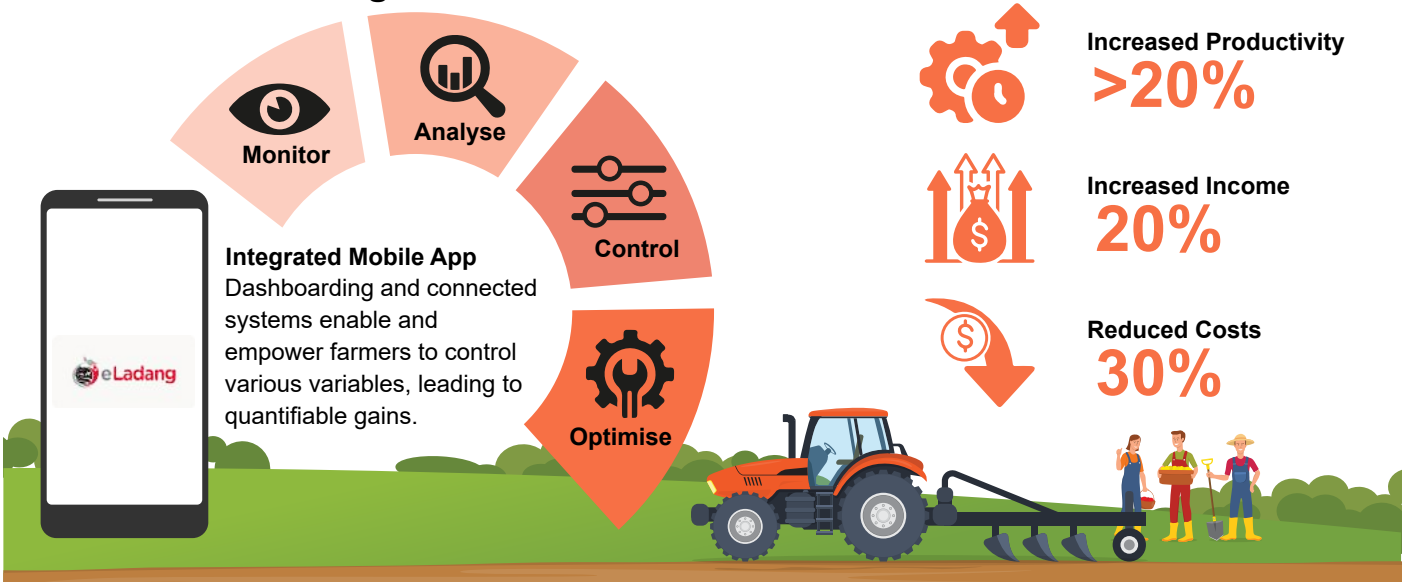 Monitor
Analyse
Control
Optimise
eLadang
Integrated Mobile App
Dashboarding and connected
systems enable and
empower farmers to control
various variables, leading to
quantifiable gains.
Increased Productivity
>20%
Increased Income
20%
Reduced Costs
30%